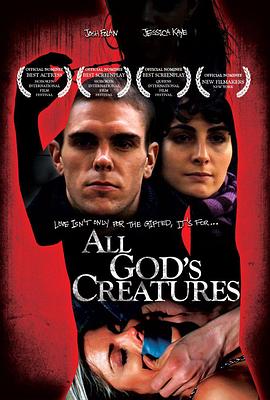 JOSH FOLAN JESSICA KAYE
OFFICIAL NOMINEE OFFICIAL NOMINEE OFFICIAL NOMINEE OFFICIAL NOMINEE
BEST ACTRESS BEST SCREENPLAY BEST SCREENPLAY NEW FILMMAKERS
HOBOKEN HOBOKEN QUEENS NEW YORK
INTERNATIONAL INTERNATIONAL INTERNATIONAL
FILM FILM FILM
FESTIVAL FESTIVAL FESTIVAL
LOVE ISN'T ONLY FOR THE GIFTED, IT'S FOR...
ALL
GOD'S
CREATURES